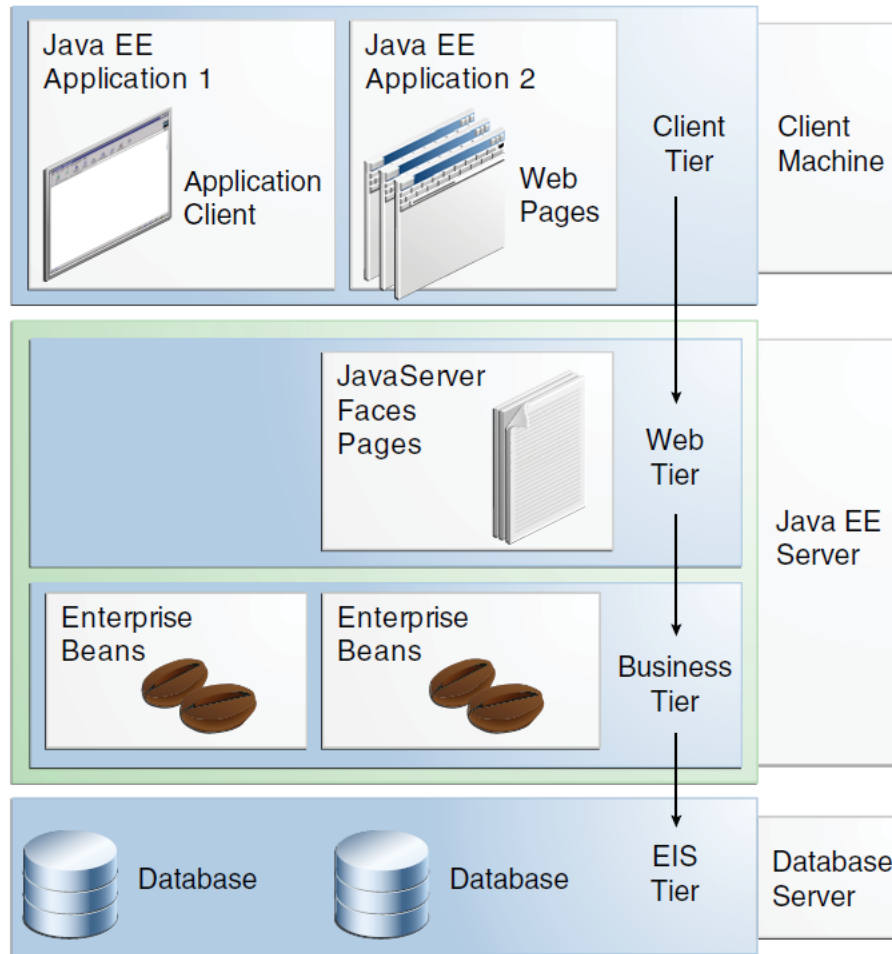 Java EE
Application 1
Application
Client
Java EE
Application 2
Web
Pages
Client
Tier
Client
Machine
JavaServer
Faces
Pages
Web
Tier
Java EE
Server
Enterprise
Beans
Enterprise
Beans
Business
Tier
Database
Database
EIS
Tier
Database
Server